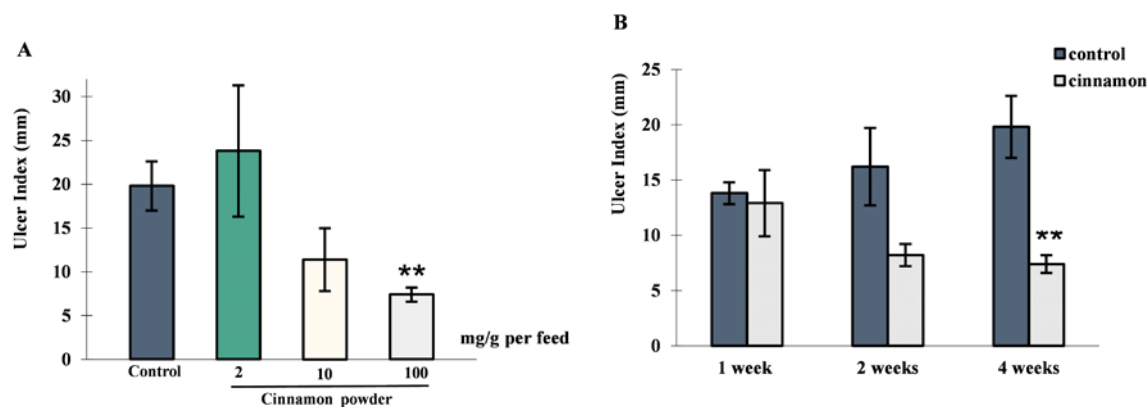 A
Ulcer Index (mm)
30
25
20
15
10
5
0
**
mg/g per feed
Control 2 10 100
Cinnamon powder
B
control
cinnamon
Ulcer Index (mm)
25
20
15
10
5
0
**
1 week 2 weeks 4 weeks